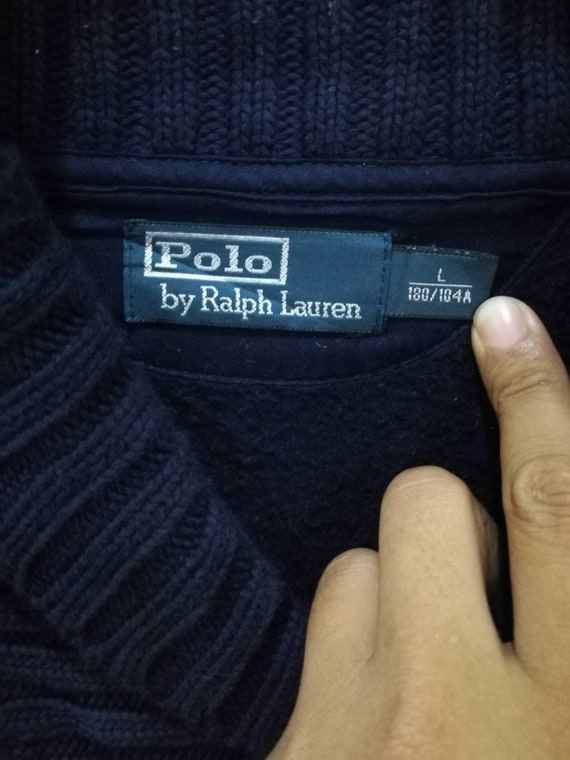 Polo
by Ralph Lauren
L
180/104A